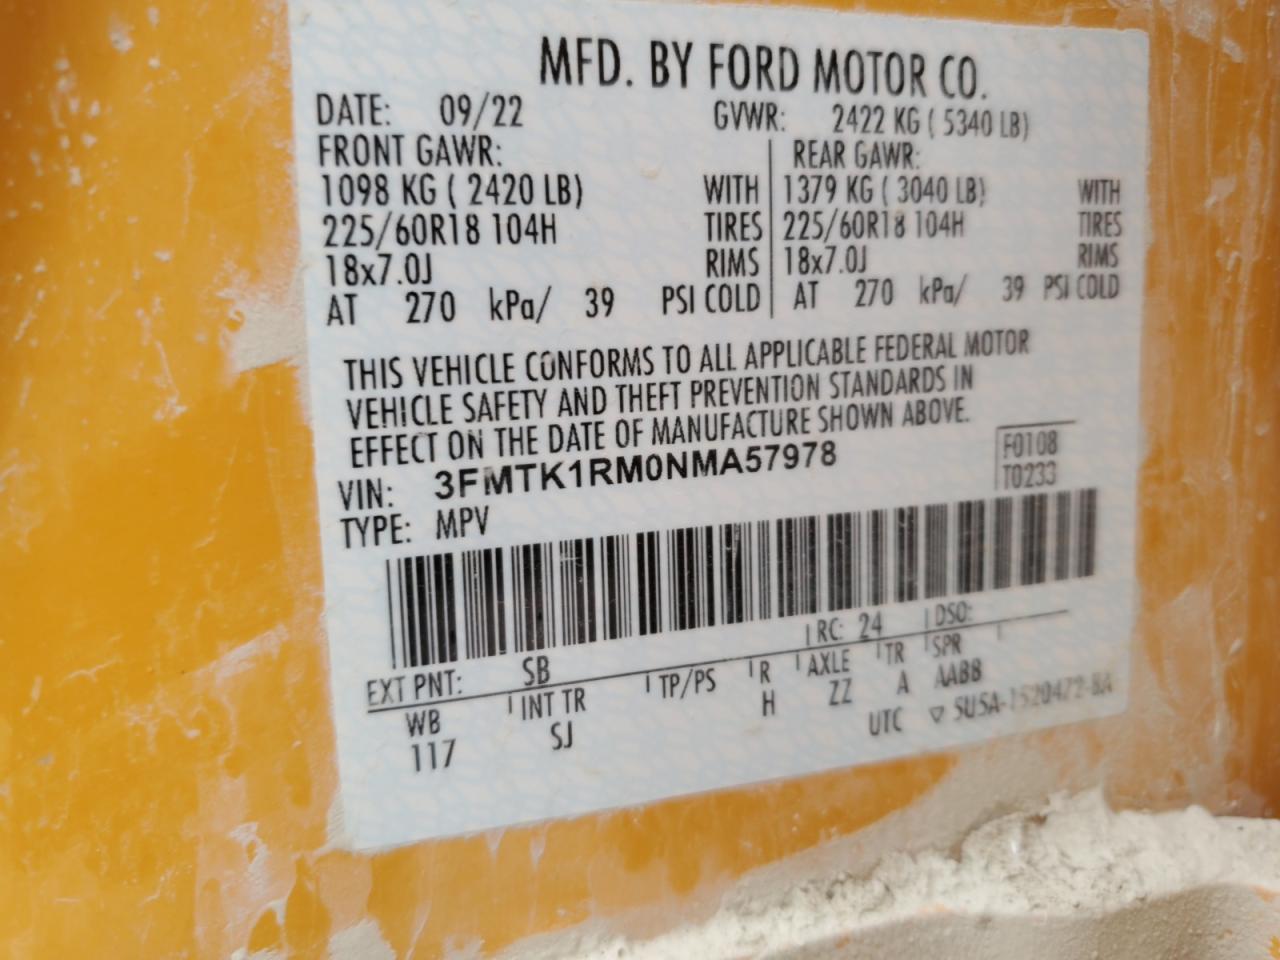 MFD. BY FORD MOTOR CO.
DATE: 09/22 GVWR: 2422 KG ( 5340 LB)
FRONT GAWR: REAR GAWR:
1098 KG ( 2420 LB) WITH 1379 KG ( 3040 LB) WITH
225/60R18 104H TIRES 225/60R18 104H TIRES
18x7.0J RIMS 18x7.0J RIMS
AT 270 kPa/ 39 PSI COLD AT 270 kPa/ 39 PSI COLD
THIS VEHICLE CONFORMS TO ALL APPLICABLE FEDERAL MOTOR
VEHICLE SAFETY AND THEFT PREVENTION STANDARDS IN
EFFECT ON THE DATE OF MANUFACTURE SHOWN ABOVE.
VIN: 3FMTK1RM0NMA57978 F0108
TYPE: MPV T0233
EXT PNT: SB RC: 24 DSO:
WB INT TR TP/PS R AXLE TR SPR
117 SJ H ZZ A AABB
UTC